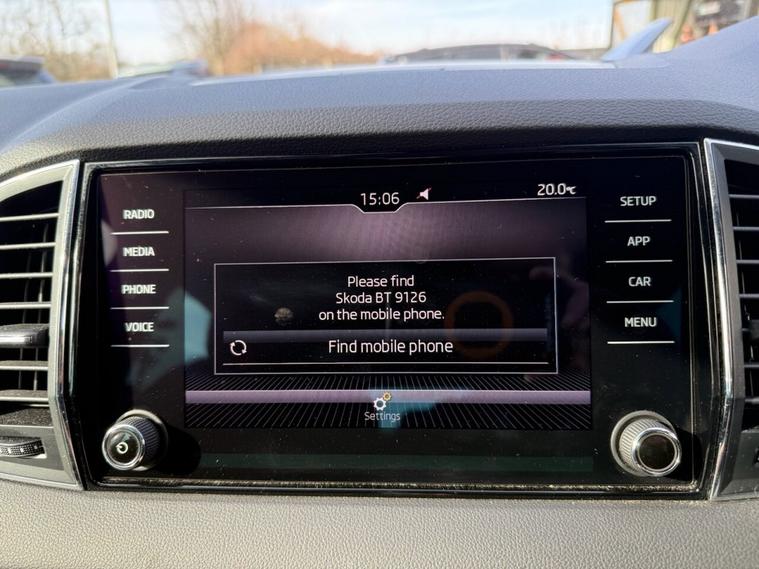 15:06
20.0°C
RADIO
MEDIA
PHONE
VOICE
Please find
Skoda BT 9126
on the mobile phone.
Find mobile phone
Settings
SETUP
APP
CAR
MENU